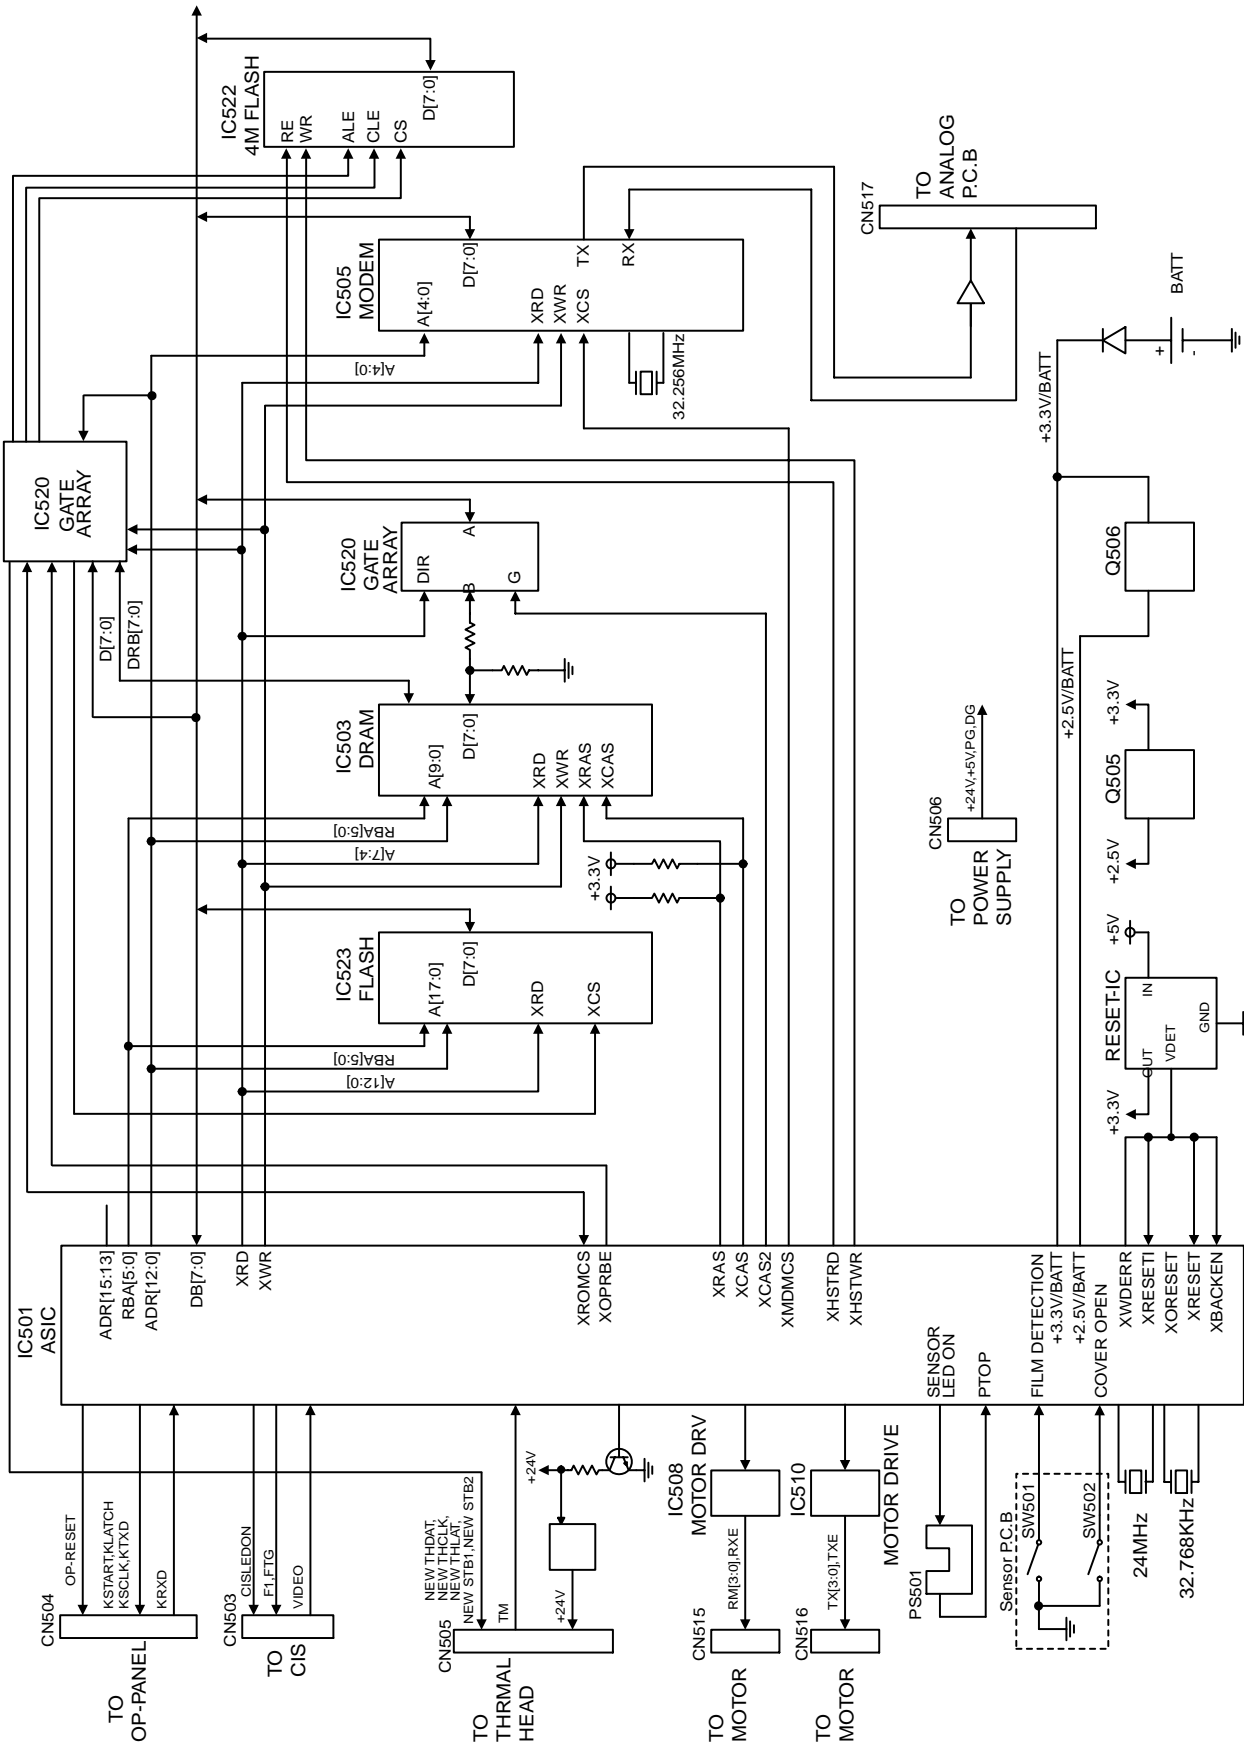 IC501
ASIC
ADR[15:13]
RBA[5:0]
ADR[12:0]
DB[7:0]
XRD
XWR
XROMCS
XOPRBE
XRAS
XCAS
XCAS2
XMDMCS
XHSTRD
XHSTWR
SENSOR
LED ON
PTOP
FILM DETECTION
+3.3V/BATT
+2.5V/BATT
COVER OPEN
XWDERR
XRESETI
XORESET
XRESET
XBACKEN
CN504
TO
OP-PANEL
OP-RESET
KSTART,KLATCH
KSCLK,KTXD
KRXD
CN503
TO
CIS
CISLEDON
F1,FTG
VIDEO
CN505
TO
THRMAL
HEAD
NEW THDAT,
NEW THCLK,
NEW THLAT,
NEW STB1,NEW STB2
TM
+24V
+24V
IC508
MOTOR DRV
CN515
TO
MOTOR
RM[3:0],RXE
IC510
MOTOR DRIVE
CN516
TO
MOTOR
TX[3:0],TXE
PS501
Sensor P.C.B
SW501
SW502
24MHz
32.768KHz
IC523
FLASH
A[17:0]
D[7:0]
XRD
XCS
RBA[5:0]
A[12:0]
IC503
DRAM
A[9:0]
D[7:0]
XRD
XWR
XRAS
XCAS
RBA[5:0]
A[7:4]
+3.3V
IC520
GATE
ARRAY
DIR
B
A
G
IC520
GATE
ARRAY
D[7:0]
DRB[7:0]
IC505
MODEM
A[4:0]
D[7:0]
XRD
XWR
XCS
TX
RX
A[4:0]
32.256MHz
IC522
4M FLASH
RE
WR
ALE
CLE
CS
D[7:0]
CN517
TO
ANALOG
P.C.B
CN506
TO
POWER
SUPPLY
+24V,+5V,PG,DG
RESET-IC
OUT
VDET
IN
GND
+3.3V
+5V
Q505
+2.5V
+3.3V
Q506
+2.5V/BATT
+3.3V/BATT
+
-
BATT